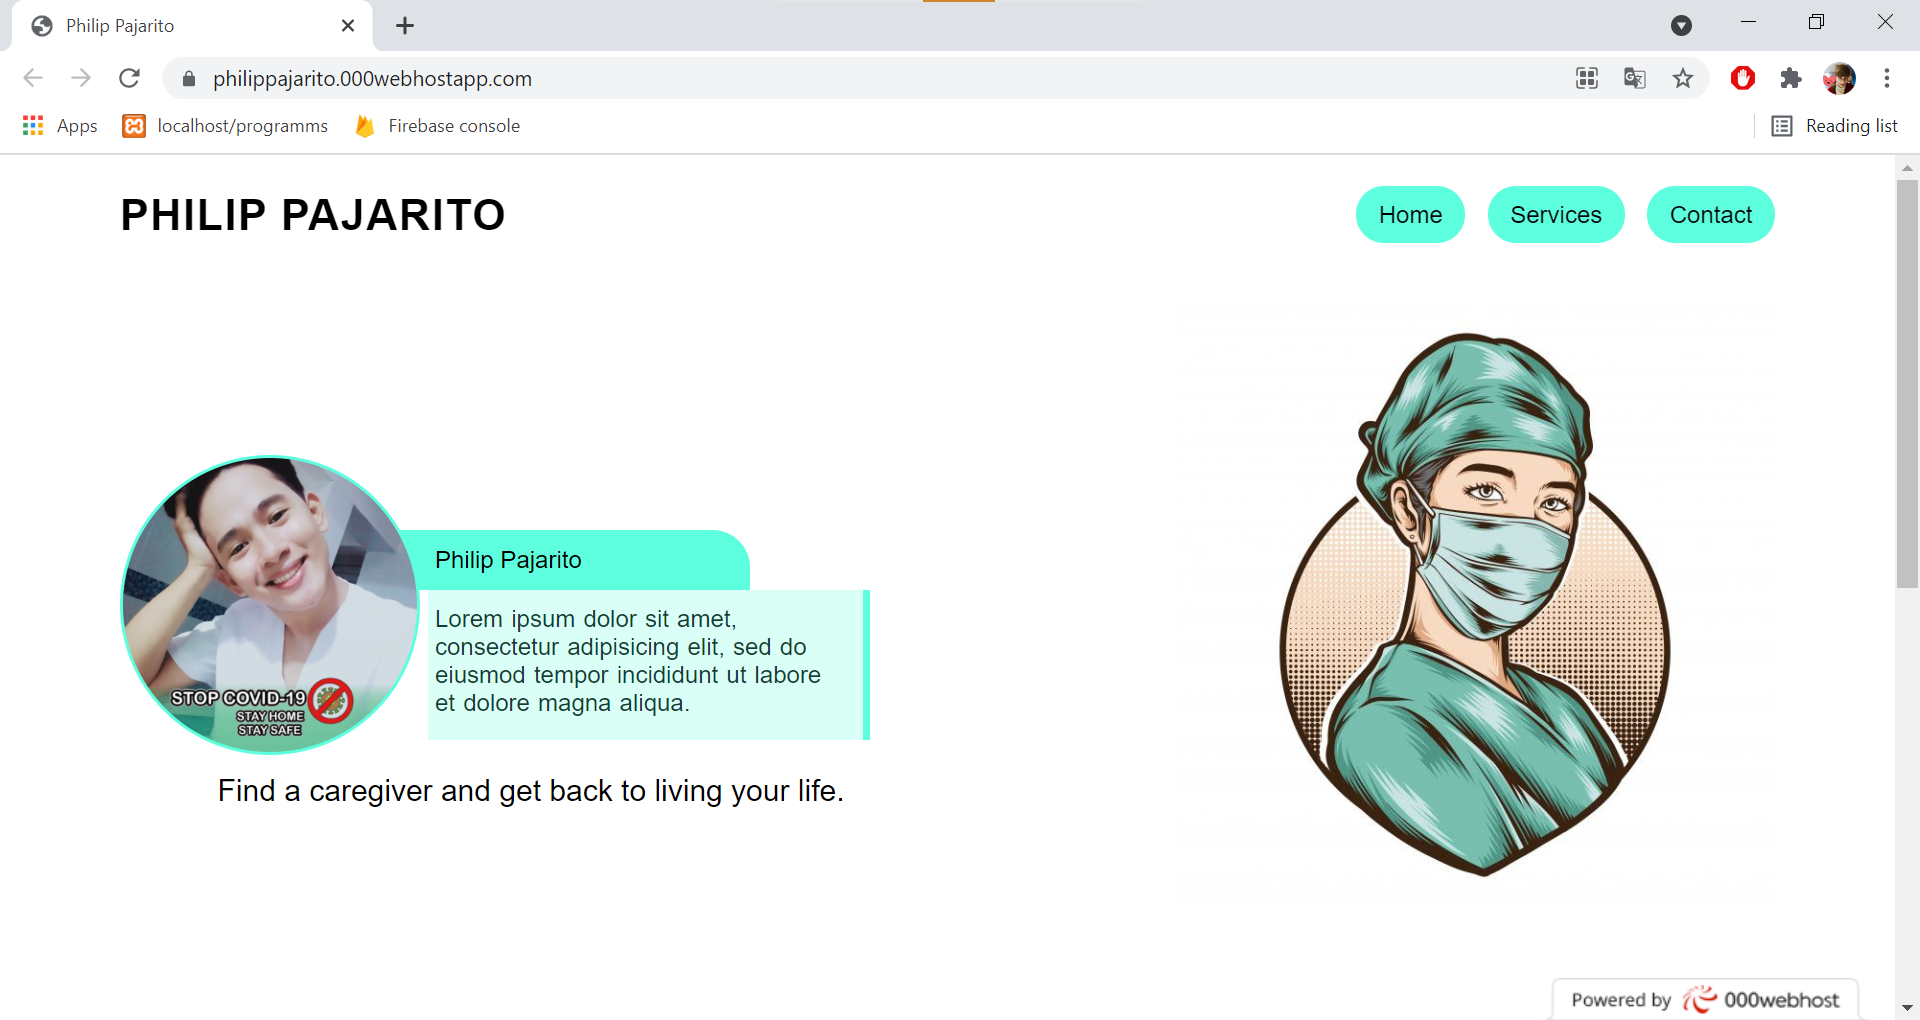 Philip Pajarito
philippajarito.000webhostapp.com
Apps
localhost/programms
Firebase console
Reading list
PHILIP PAJARITO
Home
Services
Contact
Philip Pajarito
Lorem ipsum dolor sit amet,
consectetur adipisicing elit, sed do
eiusmod tempor incididunt ut labore
et dolore magna aliqua.
STOP COVID-19
STAY HOME
STAY SAFE
Find a caregiver and get back to living your life.
Powered by 000webhost